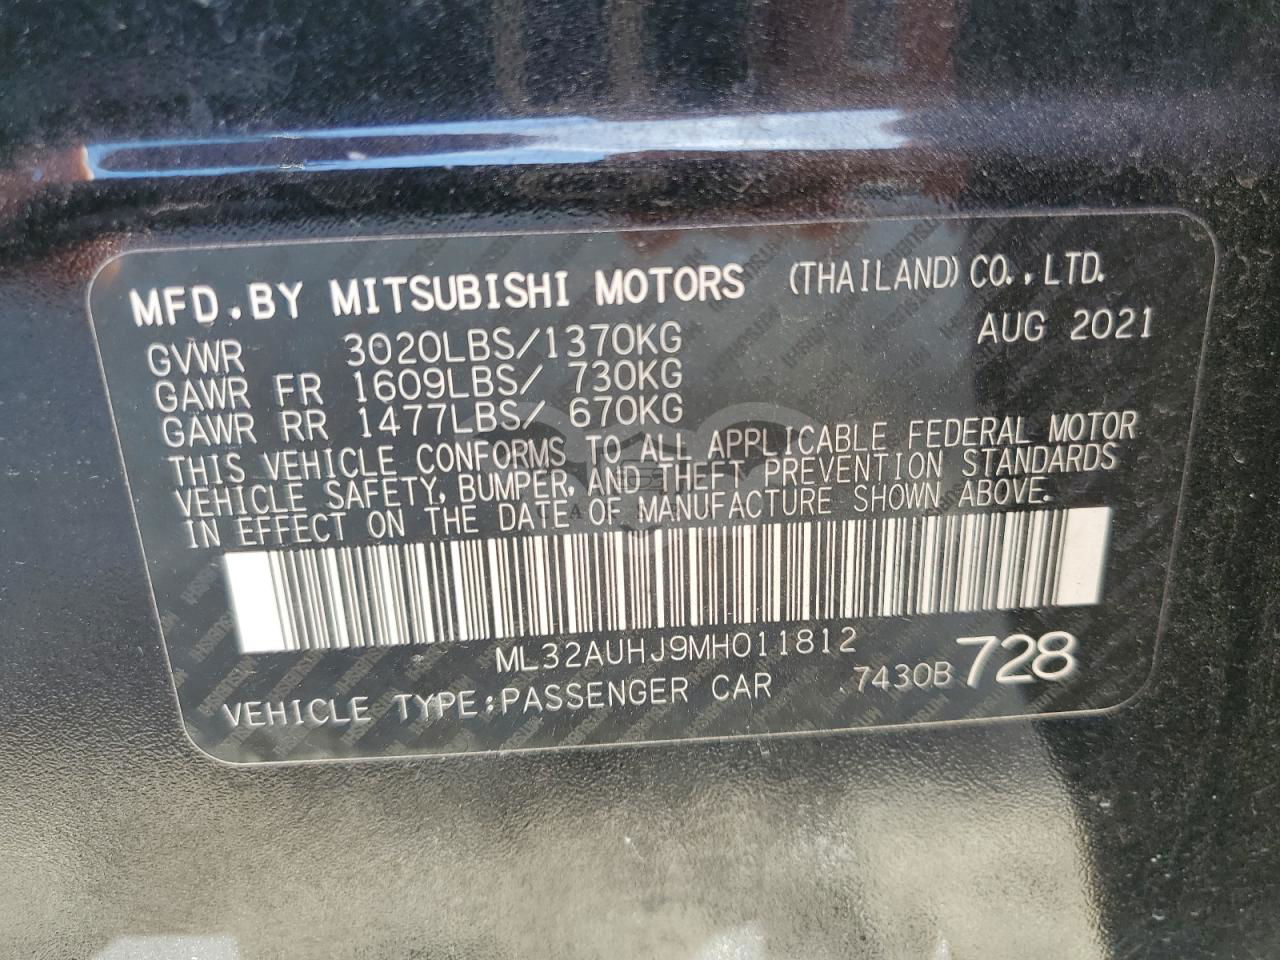 MFD.BY MITSUBISHI MOTORS (THAILAND) CO.,LTD.
GVWR 3020LBS/1370KG AUG 2021
GAWR FR 1609LBS/ 730KG
GAWR RR 1477LBS/ 670KG
THIS VEHICLE CONFORMS TO ALL APPLICABLE FEDERAL MOTOR
VEHICLE SAFETY, BUMPER, AND THEFT PREVENTION STANDARDS
IN EFFECT ON THE DATE OF MANUFACTURE SHOWN ABOVE.
ML32AUHJ9MH011812
7430B 728
VEHICLE TYPE:PASSENGER CAR